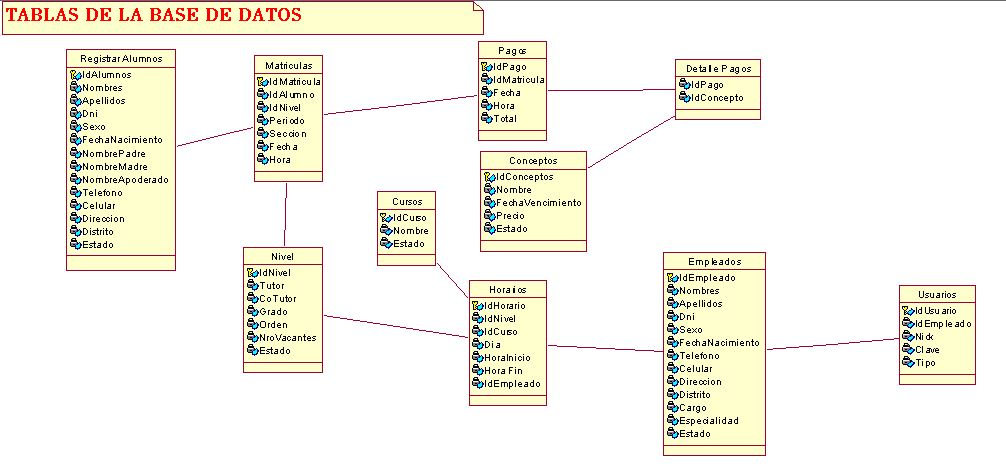 TABLAS DE LA BASE DE DATOS
RegistrarAlumnos
IdAlumnos
Nombres
Apellidos
Dni
Sexo
FechaNacimiento
NombrePadre
NombreMadre
NombreApoderado
Telefono
Celular
Direccion
Distrito
Estado
Matriculas
IdMatricula
IdAlumno
IdNivel
Periodo
Seccion
Fecha
Hora
Pagos
IdPago
IdMatricula
Fecha
Hora
Total
Detalle Pagos
IdPago
IdConcepto
Conceptos
IdConceptos
Nombre
FechaVencimiento
Precio
Estado
Cursos
IdCurso
Nombre
Estado
Nivel
IdNivel
Tutor
CoTutor
Grado
Orden
NroVacantes
Estado
Horarios
IdHorario
IdNivel
IdCurso
Dia
HoraInicio
Hora Fin
IdEmpleado
Empleados
IdEmpleado
Nombres
Apellidos
Dni
Sexo
FechaNacimiento
Telefono
Celular
Direccion
Distrito
Cargo
Especialidad
Estado
Usuarios
IdUsuario
IdEmpleado
Nick
Clave
Tipo